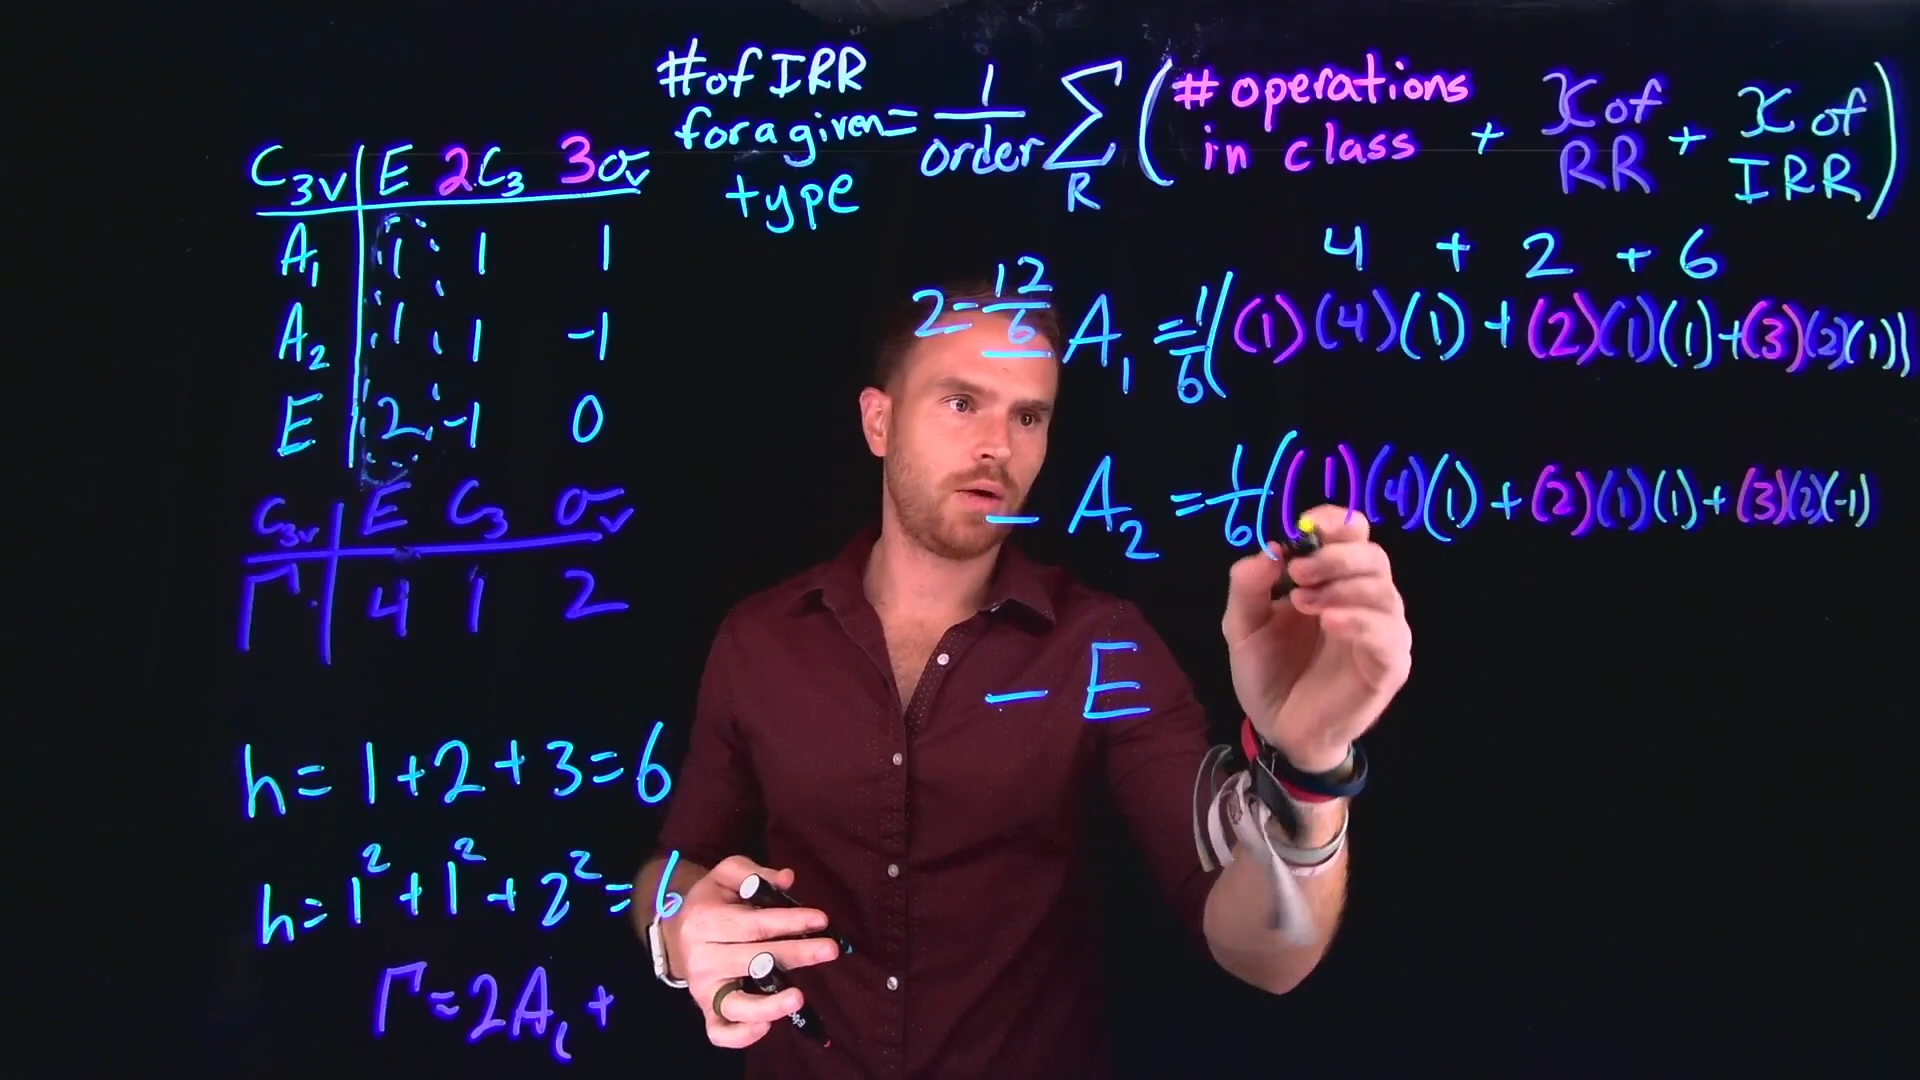 #of IRR for a given type = 1/order Σ_R ( # operations in class + χ of RR + χ of IRR )
C₃ᵥ | E 2C₃ 3σᵥ
A₁ | 1 1 1
A₂ | 1 1 -1
E | 2 -1 0
C₃ᵥ | E C₃ σᵥ
Γ | 4 1 2
h = 1 + 2 + 3 = 6
h = 1² + 1² + 2² = 6
Γ = 2A₁ +
4 + 2 + 6
2 = 12/6 A₁ = 1/6 ( (1)(4)(1) + (2)(1)(1) + (3)(2)(1) )
_ A₂ = 1/6 ( (1)(4)(1) + (2)(1)(1) + (3)(2)(-1)
_ E